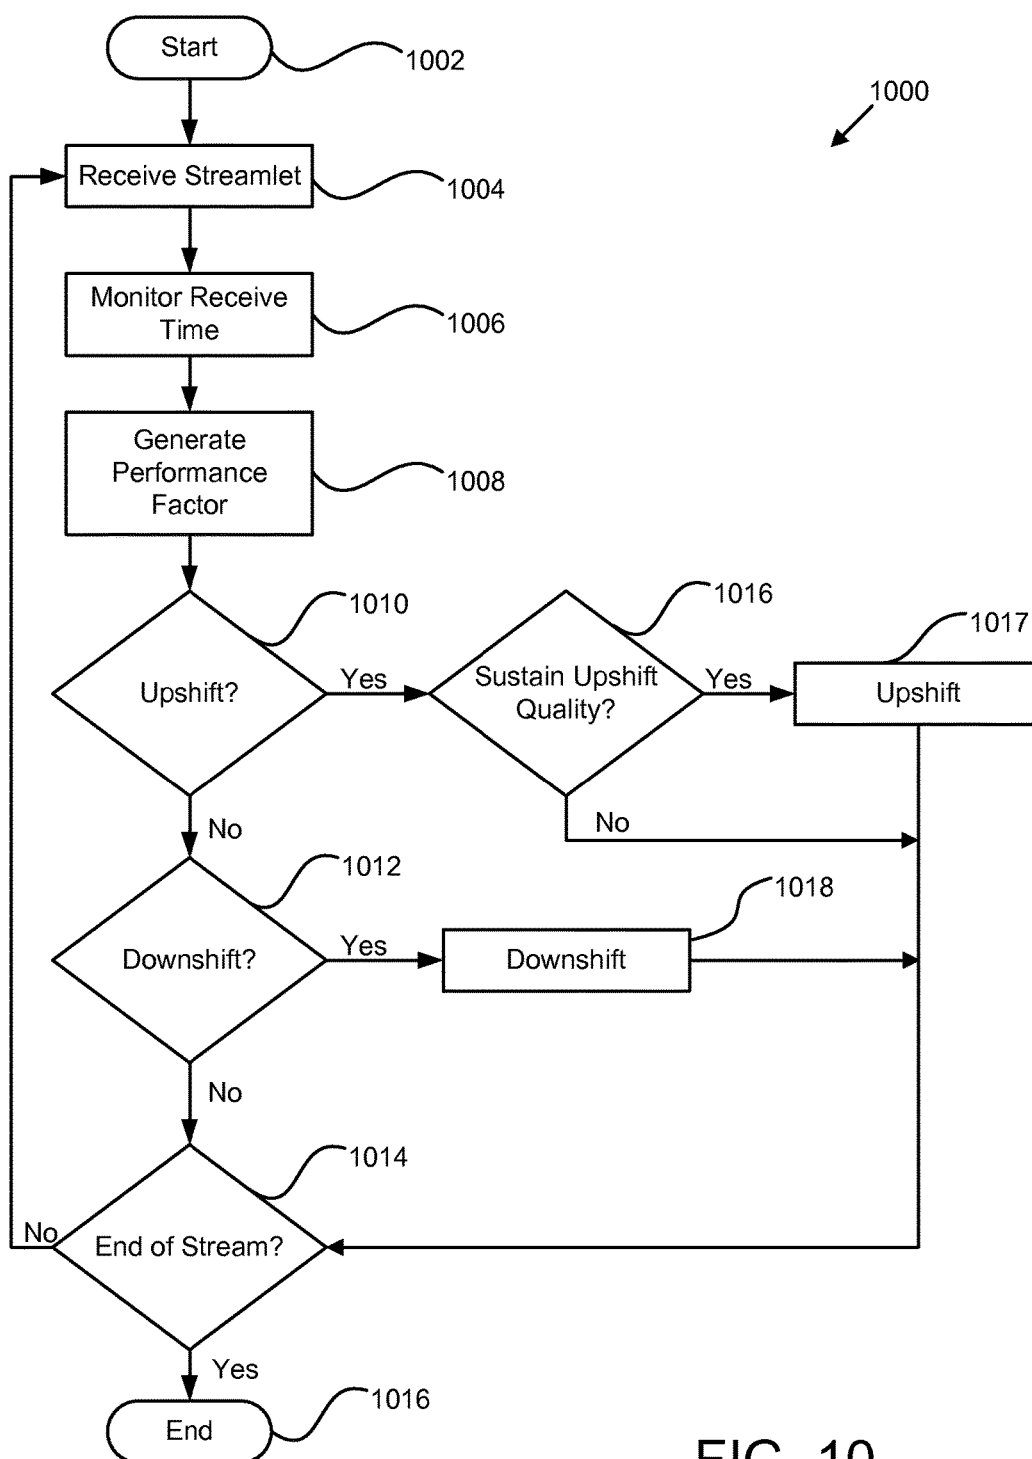 Start
1002
1000
Receive Streamlet
1004
Monitor Receive
Time
1006
Generate
Performance
Factor
1008
1010
1016
1017
Upshift?
Yes
Sustain Upshift
Quality?
Yes
Upshift
No
No
1012
1018
Downshift?
Yes
Downshift
No
1014
No
End of Stream?
Yes
1016
End
FIG. 10